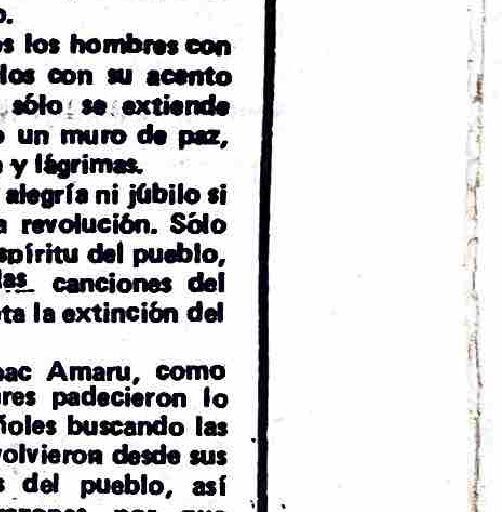 o.
os los hombres con
los con su acento
sólo se extiende
o un muro de paz,
o y lágrimas.
alegría ni júbilo si
a revolución. Sólo
spíritu del pueblo,
las canciones del
ta la extinción del
pac Amaru, como
res padecieron lo
ñoles buscando las
volvieron desde sus
s del pueblo, así